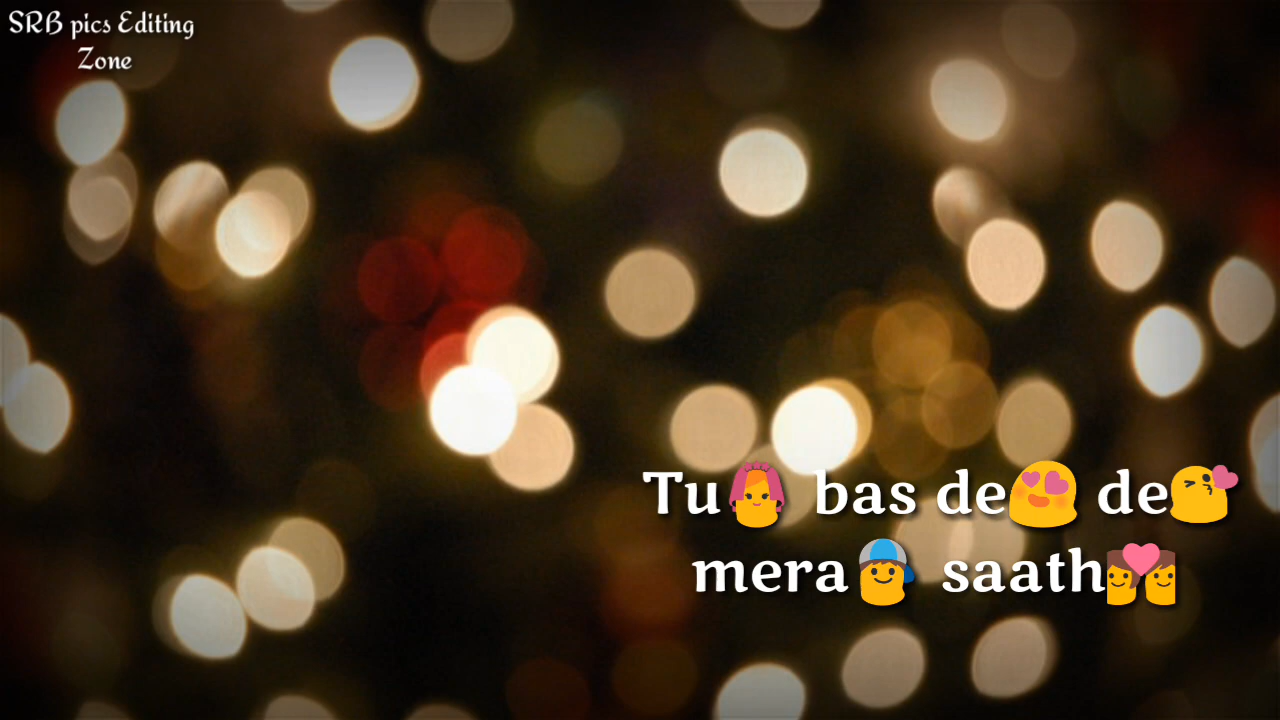 SRB pics Editing
Zone
Tu👰 bas de😍 de😘
mera👦 saath💑